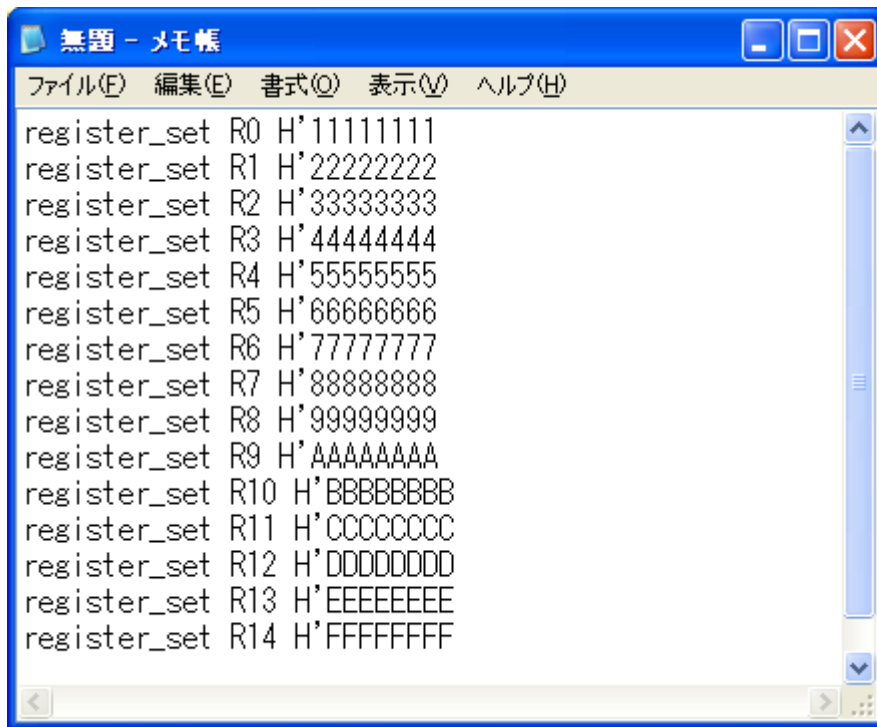 無題 - メモ帳
ファイル(F) 編集(E) 書式(O) 表示(V) ヘルプ(H)
register_set R0 H'11111111
register_set R1 H'22222222
register_set R2 H'33333333
register_set R3 H'44444444
register_set R4 H'55555555
register_set R5 H'66666666
register_set R6 H'77777777
register_set R7 H'88888888
register_set R8 H'99999999
register_set R9 H'AAAAAAAA
register_set R10 H'BBBBBBBB
register_set R11 H'CCCCCCCC
register_set R12 H'DDDDDDDD
register_set R13 H'EEEEEEEE
register_set R14 H'FFFFFFFF